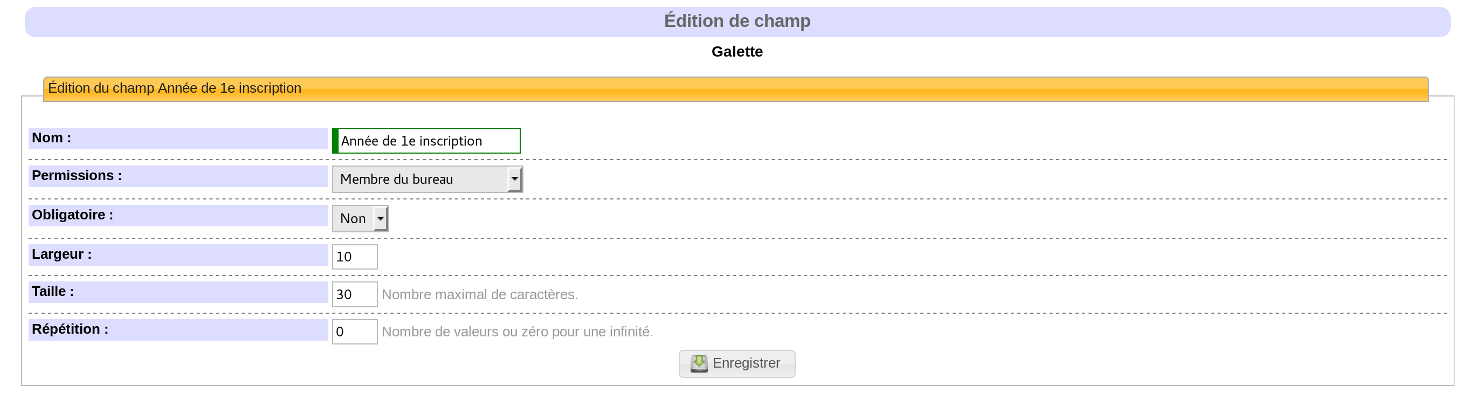 Édition de champ
Galette
Édition du champ Année de 1e inscription
Nom : Année de 1e inscription
Permissions : Membre du bureau
Obligatoire : Non
Largeur : 10
Taille : 30 Nombre maximal de caractères.
Répétition : 0 Nombre de valeurs ou zéro pour une infinité.
Enregistrer